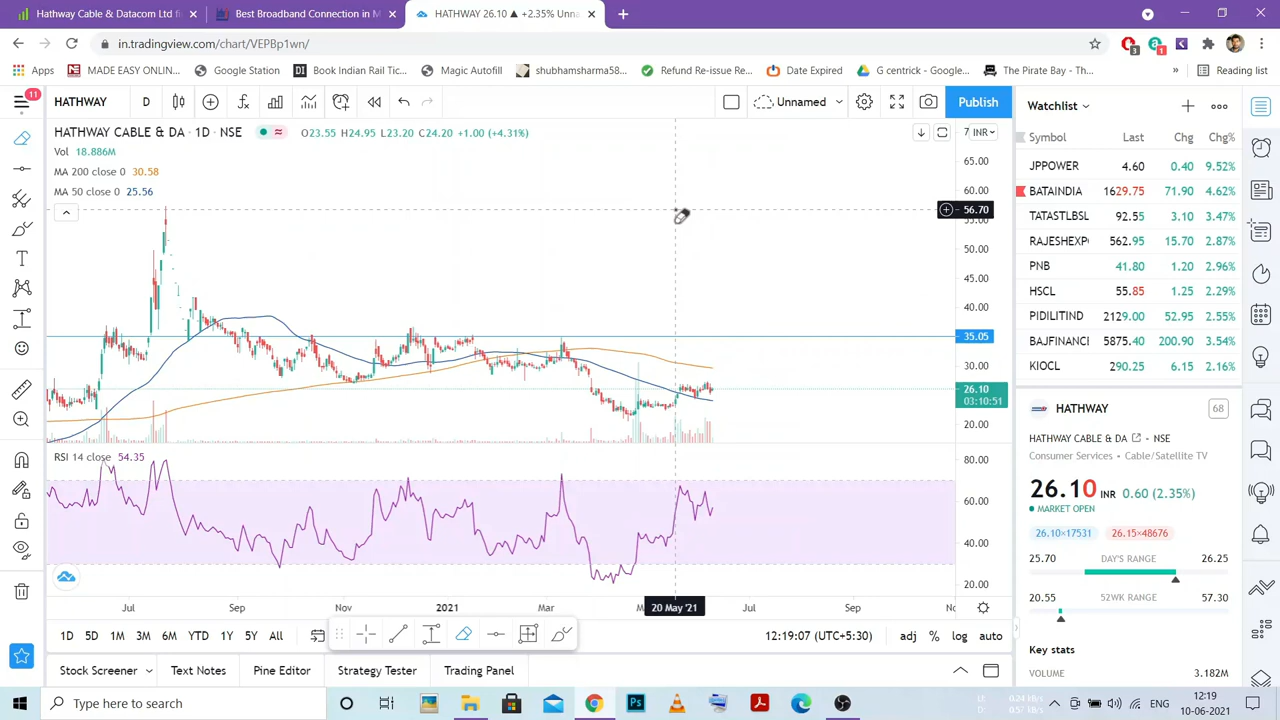 Hathway Cable and Datacom Ltd fi
Best Broadband Connection in M
HATHWAY 26.10 ▲ +2.35% Unna
in.tradingview.com/chart/VEPBp1wn/
Apps
MADE EASY ONLIN...
Google Station
Book Indian Rail Tic...
Magic Autofill
shubhamsharma58...
Refund Re-issue Re...
Date Expired
G centrick - Google...
The Pirate Bay - Th...
»
Reading list
11
HATHWAY
D
Unnamed
Publish
Watchlist
HATHWAY CABLE & DA · 1D · NSE
O23.55 H24.95 L23.20 C24.20 +1.00 (+4.31%)
INR
Vol 18.886M
MA 200 close 0 30.58
MA 50 close 0 25.56
65.00
60.00
56.70
55.00
50.00
45.00
40.00
35.05
30.00
26.10
03:10:51
20.00
RSI 14 close 54.35
80.00
60.00
40.00
20.00
Jul
Sep
Nov
2021
Mar
20 May '21
Jul
Sep
1D 5D 1M 3M 6M YTD 1Y 5Y All
12:19:07 (UTC+5:30)
adj % log auto
Stock Screener
Text Notes
Pine Editor
Strategy Tester
Trading Panel
Symbol Last Chg Chg%
JPPOWER 4.60 0.40 9.52%
BATAINDIA 1629.75 71.90 4.62%
TATASTLBSL 92.55 3.10 3.47%
RAJESHEXP 562.95 15.70 2.87%
PNB 41.80 1.20 2.96%
HSCL 55.85 1.25 2.29%
PIDILITIND 2129.00 52.95 2.55%
BAJFINANCE 5875.40 200.90 3.54%
KIOCL 290.25 6.15 2.16%
HATHWAY
68
HATHWAY CABLE & DA - NSE
Consumer Services • Cable/Satellite TV
26.10 INR 0.60 (2.35%)
MARKET OPEN
26.10×17531 26.15×48676
25.70 DAY'S RANGE 26.25
20.55 52WK RANGE 57.30
Key stats
VOLUME 3.182M
Type here to search
0.24 kB/s
0.57 kB/s
ENG
12:19
10-06-2021